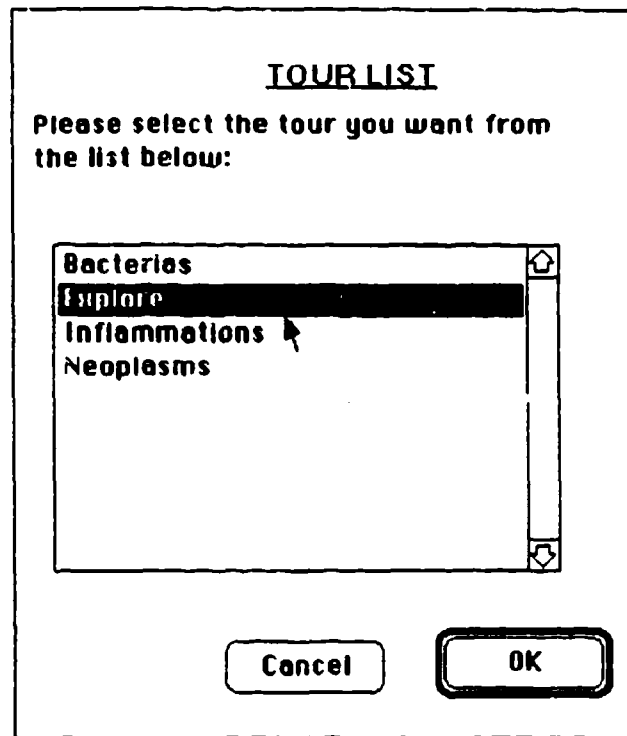 TOUR LIST
Please select the tour you want from
the list below:
Bacterias
Explore
Inflammations
Neoplasms
Cancel
OK